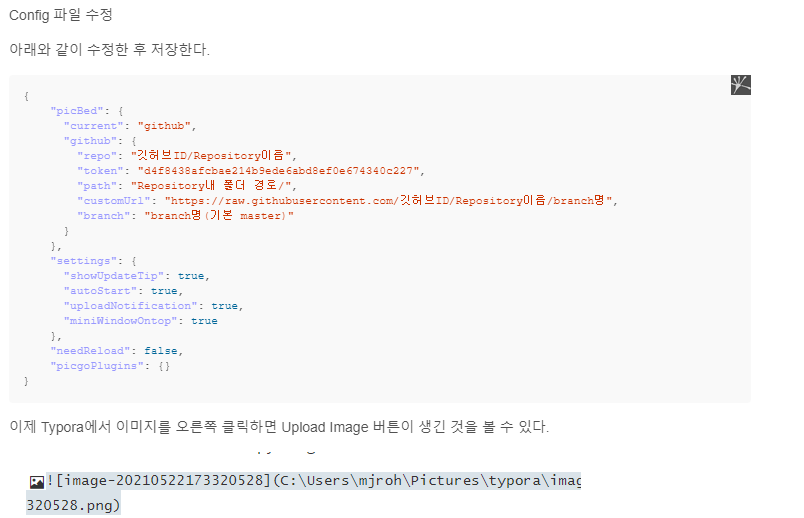 Config 파일 수정
아래와 같이 수정한 후 저장한다.
{
"picBed": {
"current": "github",
"github": {
"repo": "깃허브ID/Repository이름",
"token": "d4f8438afcbae214b9ede6abd8ef0e674340c227",
"path": "Repository내 폴더 경로/",
"customUrl": "https://raw.githubusercontent.com/깃허브ID/Repository이름/branch명",
"branch": "branch명(기본 master)"
}
},
"settings": {
"showUpdateTip": true,
"autoStart": true,
"uploadNotification": true,
"miniWindowOntop": true
},
"needReload": false,
"picgoPlugins": {}
}
이제 Typora에서 이미지를 오른쪽 클릭하면 Upload Image 버튼이 생긴 것을 볼 수 있다.
![image-20210522173320528](C:\Users\mjroh\Pictures\typora\imag
320528.png)